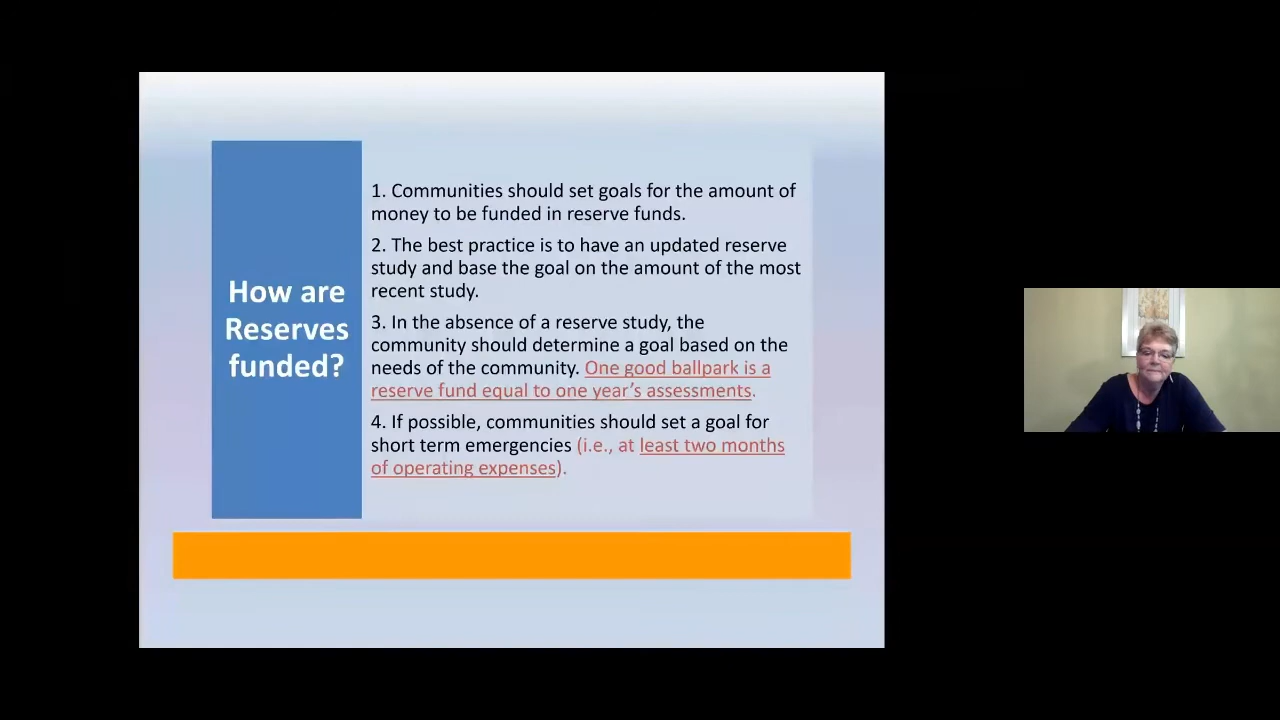 How are
Reserves
funded?
1. Communities should set goals for the amount of
money to be funded in reserve funds.
2. The best practice is to have an updated reserve
study and base the goal on the amount of the most
recent study.
3. In the absence of a reserve study, the
community should determine a goal based on the
needs of the community. One good ballpark is a
reserve fund equal to one year’s assessments.
4. If possible, communities should set a goal for
short term emergencies (i.e., at least two months
of operating expenses).